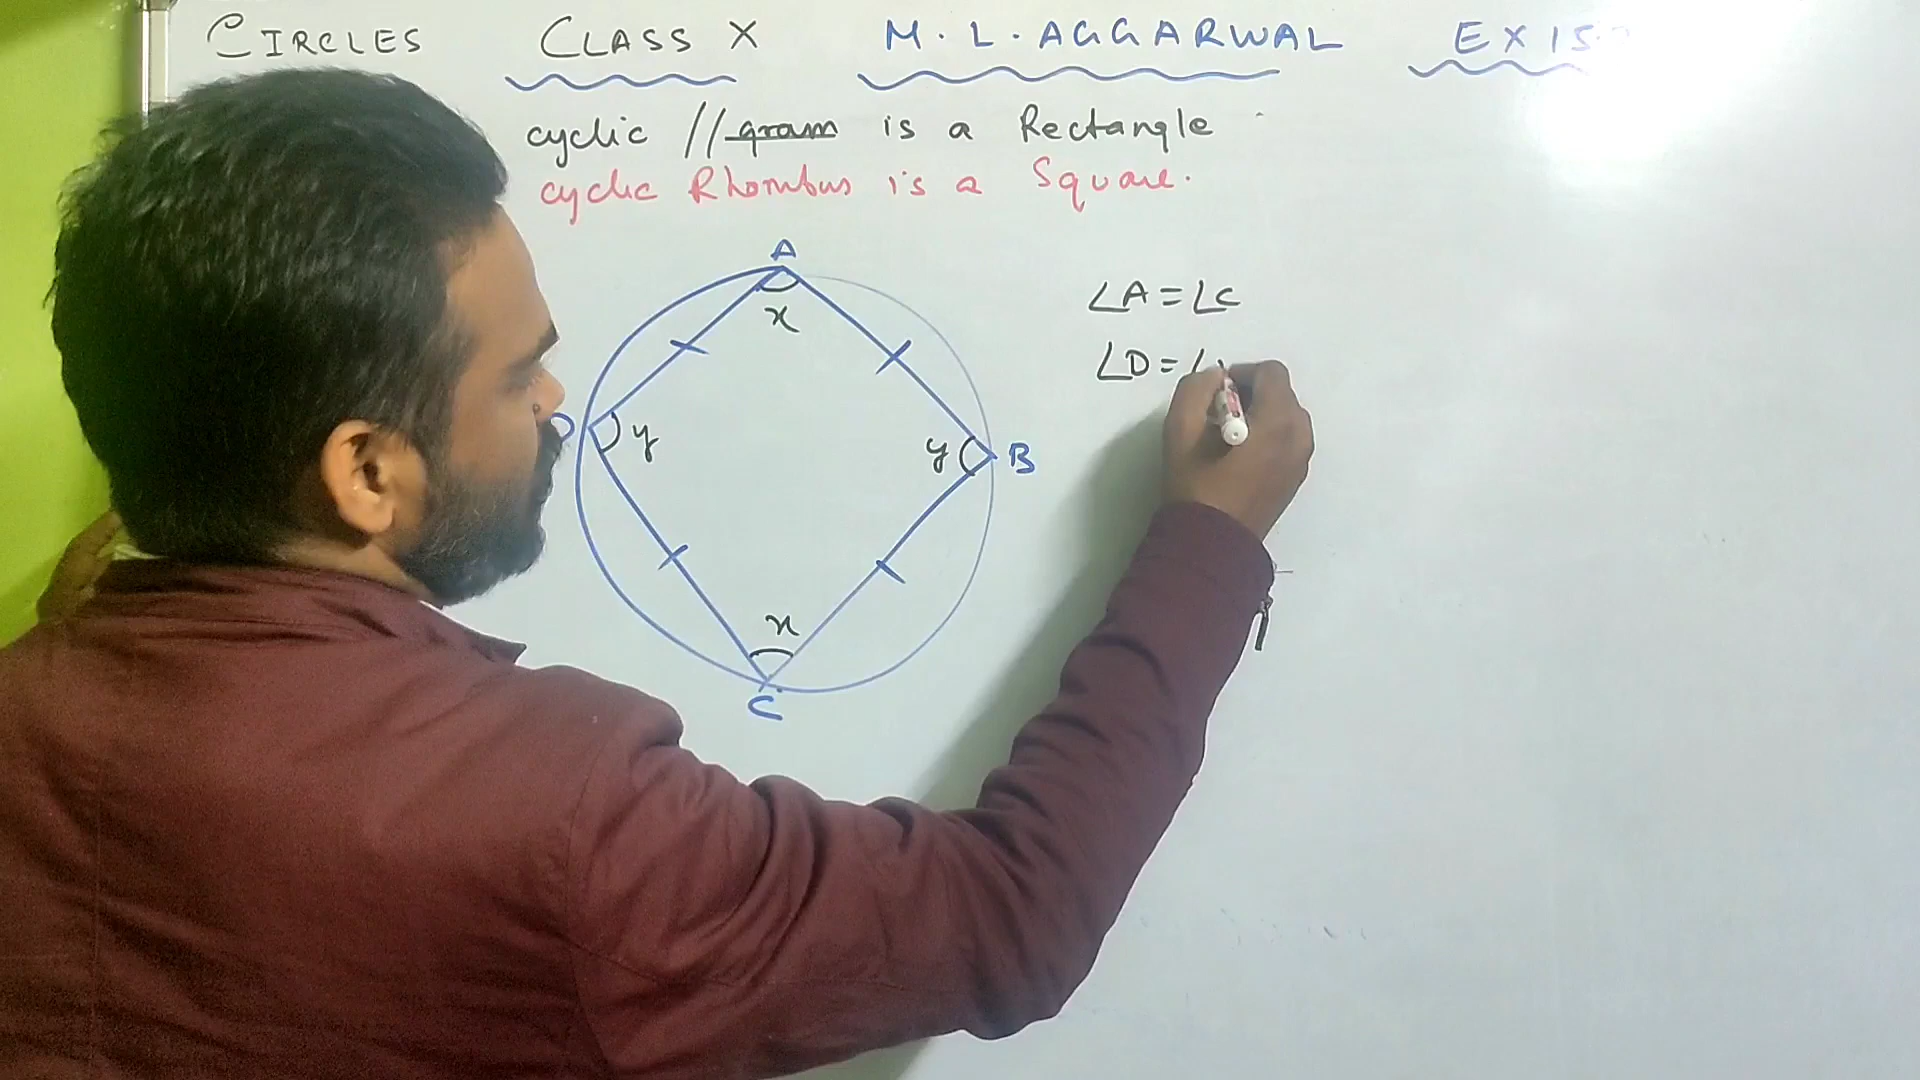 CIRCLES CLASS X M.L.AGGARWAL EX 15.
cyclic //gram is a Rectangle
cyclic Rhombus is a Square.
A
x
∠A=∠C
∠D=∠
D y y B
x
C